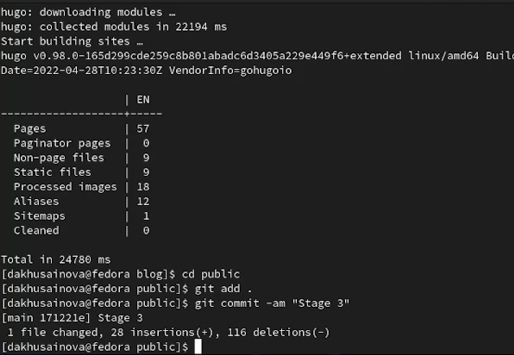 hugo: downloading modules …
hugo: collected modules in 22194 ms
Start building sites …
hugo v0.98.0-165d299cde259c8b801abadc6d3405a229e449f6+extended linux/amd64 Buil
Date=2022-04-28T10:23:30Z VendorInfo=gohugoio
| EN
-------------------+-----
Pages | 57
Paginator pages | 0
Non-page files | 9
Static files | 9
Processed images | 18
Aliases | 12
Sitemaps | 1
Cleaned | 0
Total in 24780 ms
[dakhusainova@fedora blog]$ cd public
[dakhusainova@fedora public]$ git add .
[dakhusainova@fedora public]$ git commit -am "Stage 3"
[main 171221e] Stage 3
1 file changed, 28 insertions(+), 116 deletions(-)
[dakhusainova@fedora public]$